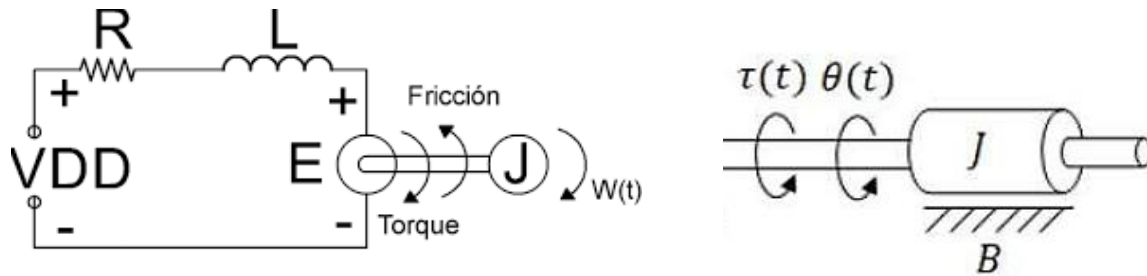 R L
+ +
Fricción
VDD E J
W(t)
- -
Torque
τ(t) θ(t)
J
B